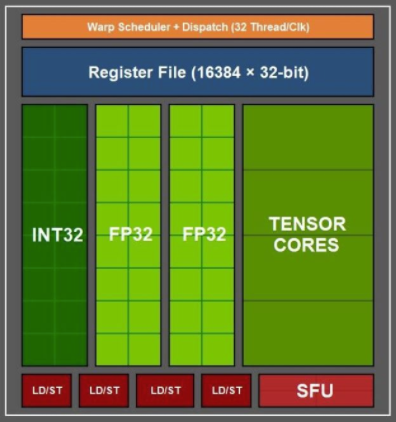 Warp Scheduler + Dispatch (32 Thread/Clk)
Register File (16384 × 32-bit)
INT32
FP32
FP32
TENSOR
CORES
LD/ST
LD/ST
LD/ST
LD/ST
SFU